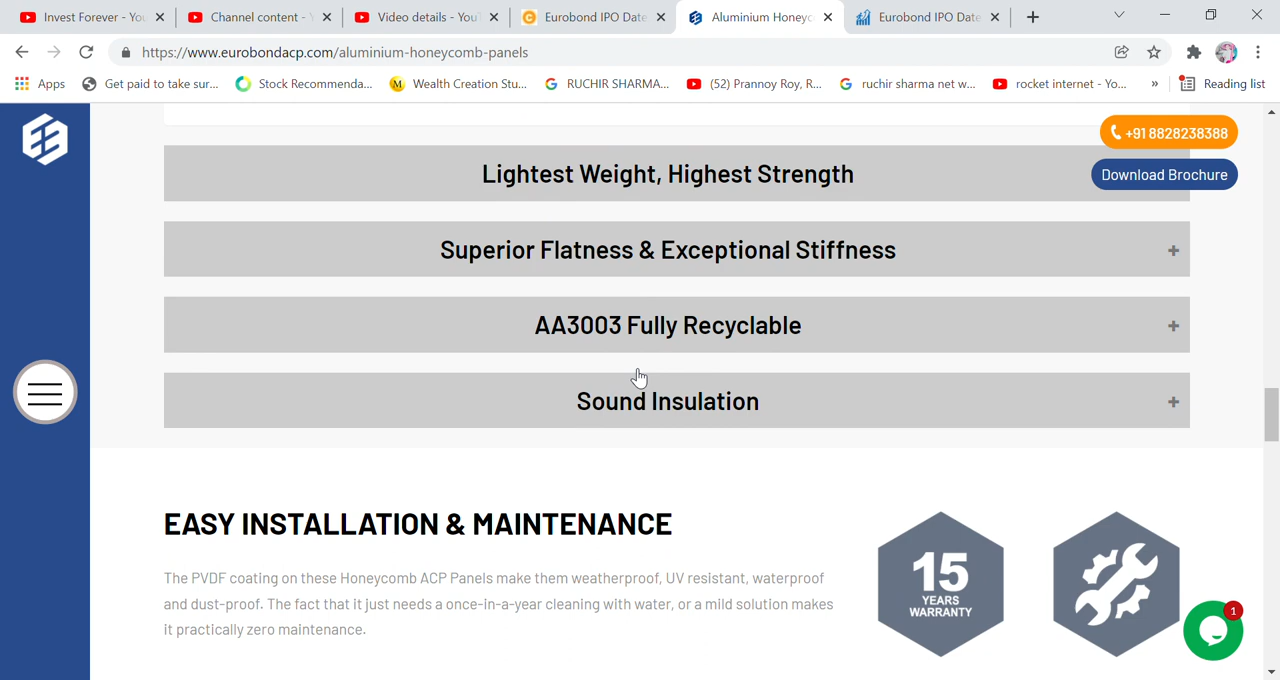 Invest Forever - You
Channel content - Y
Video details - YouT
Eurobond IPO Date
Aluminium Honeyc
Eurobond IPO Date
https://www.eurobondacp.com/aluminium-honeycomb-panels
Apps
Get paid to take sur...
Stock Recommenda...
M Wealth Creation Stu...
G RUCHIR SHARMA...
(52) Prannoy Roy, R...
G ruchir sharma net w...
rocket internet - Yo...
»
Reading list
+91 8828238388
Download Brochure
Lightest Weight, Highest Strength
Superior Flatness & Exceptional Stiffness +
AA3003 Fully Recyclable +
Sound Insulation +
EASY INSTALLATION & MAINTENANCE
The PVDF coating on these Honeycomb ACP Panels make them weatherproof, UV resistant, waterproof
and dust-proof. The fact that it just needs a once-in-a-year cleaning with water, or a mild solution makes
it practically zero maintenance.
15
YEARS
WARRANTY
1